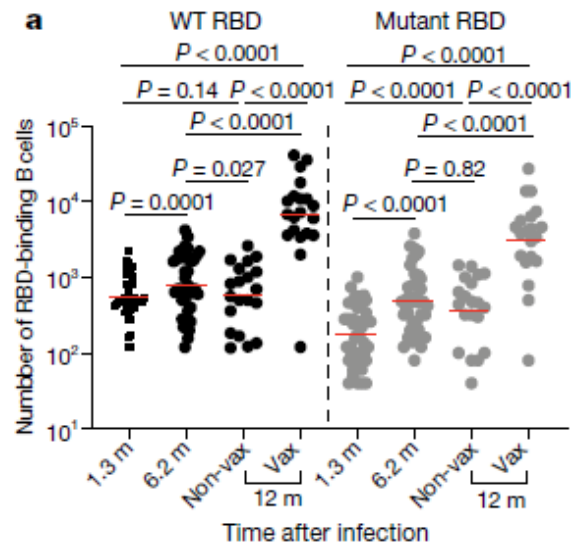 a
WT RBD Mutant RBD
P < 0.0001 P < 0.0001
P = 0.14 P < 0.0001 P < 0.0001 P < 0.0001
P < 0.0001 P < 0.0001
P = 0.027 P = 0.82
P = 0.0001 P < 0.0001
Numbber of RBD-binding B cells
10⁵
10⁴
10³
10²
10¹
1.3 m 6.2 m Non-vax Vax 1.3 m 6.2 m Non-vax Vax
12 m 12 m
Time after infection